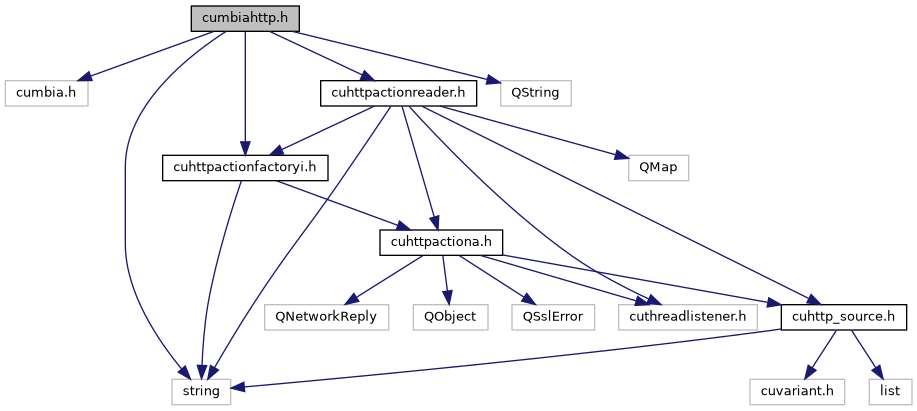 cumbiahttp.h
cumbia.h
cuhttpactionreader.h
QString
cuhttpactionfactoryi.h
QMap
cuhttpactiona.h
QNetworkReply
QObject
QSslError
cuthreadlistener.h
cuhttp_source.h
string
cuvariant.h
list